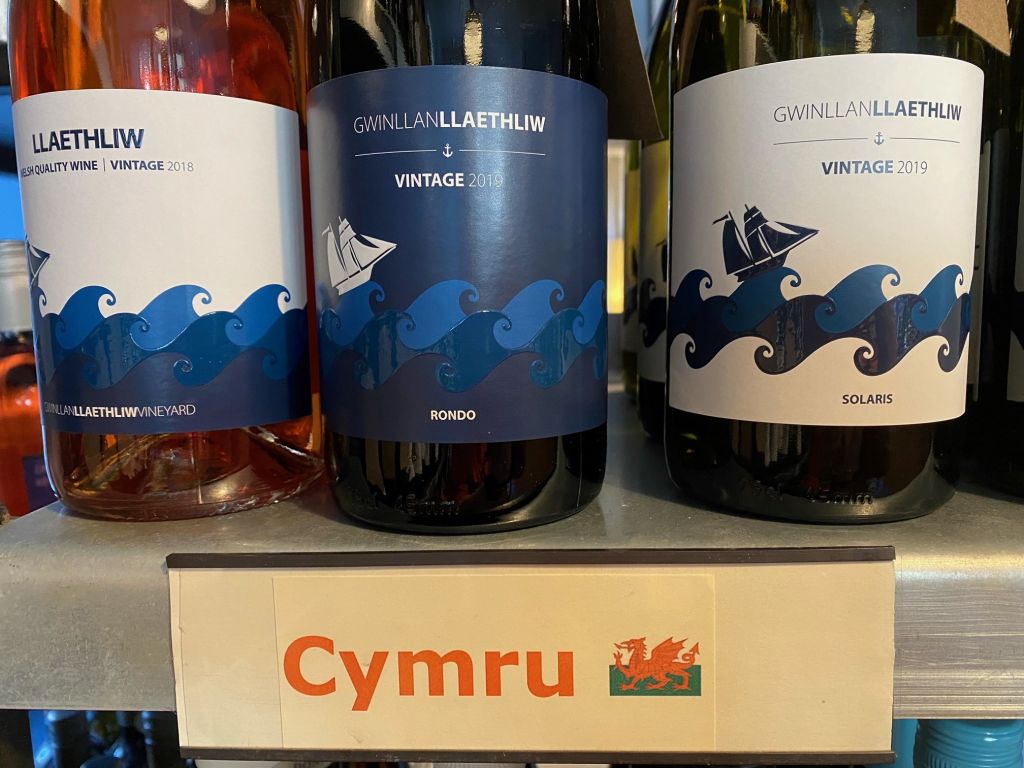 LLAETHLIW
WELSH QUALITY WINE | VINTAGE 2018
GWINLLANLLAETHLIWVINEYARD
GWINLLANLLAETHLIW
VINTAGE 2019
RONDO
GWINLLANLLAETHLIW
VINTAGE 2019
SOLARIS
Cymru